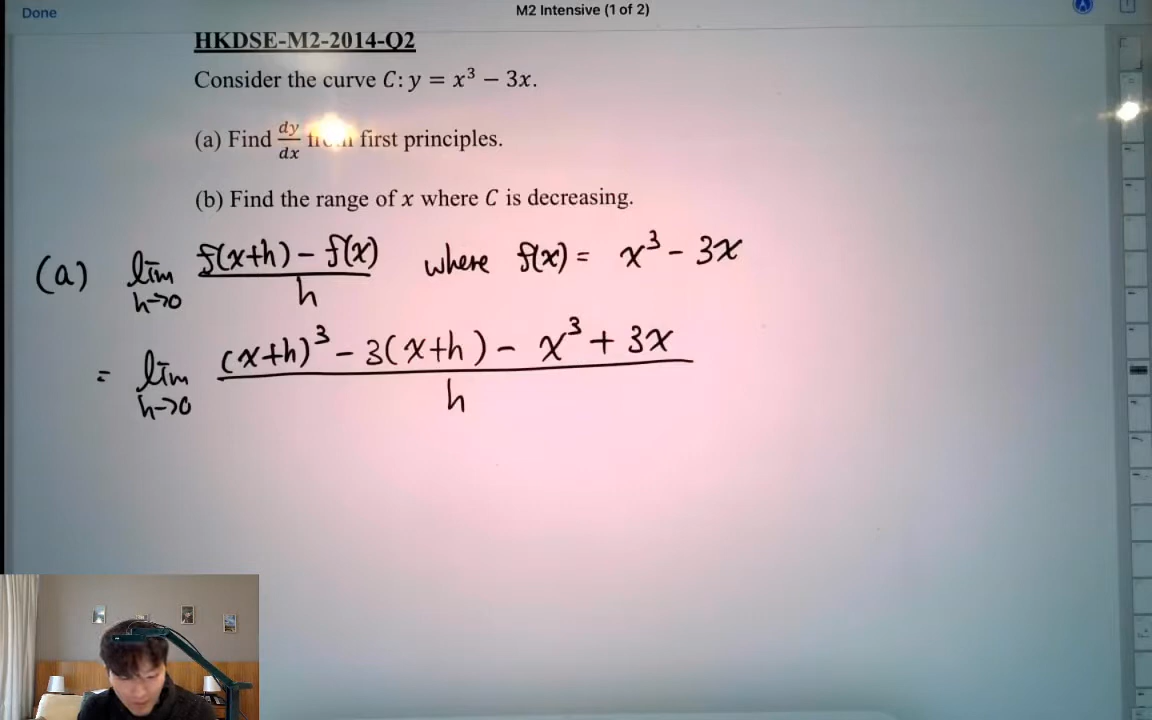 Done
M2 Intensive (1 of 2)
HKDSE-M2-2014-Q2
Consider the curve C: y = x³ − 3x.
(a) Find dy/dx from first principles.
(b) Find the range of x where C is decreasing.
(a) lim h→0 f(x+h) − f(x) / h where f(x) = x³ − 3x
= lim h→0 (x+h)³ − 3(x+h) − x³ + 3x / h